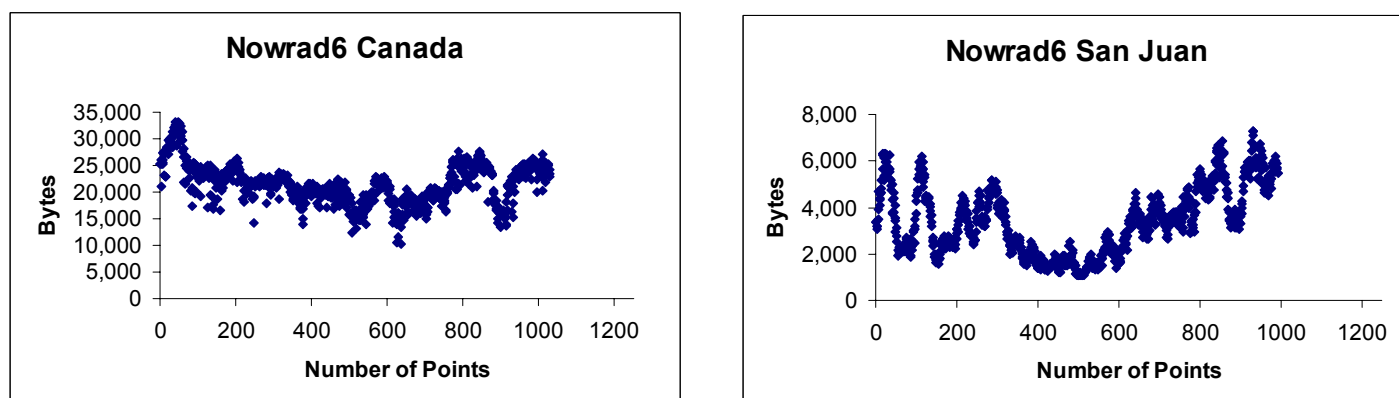 Nowrad6 Canada
35,000
30,000
25,000
20,000
15,000
10,000
5,000
0
Bytes
0 200 400 600 800 1000 1200
Number of Points
Nowrad6 San Juan
8,000
6,000
4,000
2,000
0
Bytes
0 200 400 600 800 1000 1200
Number of Points